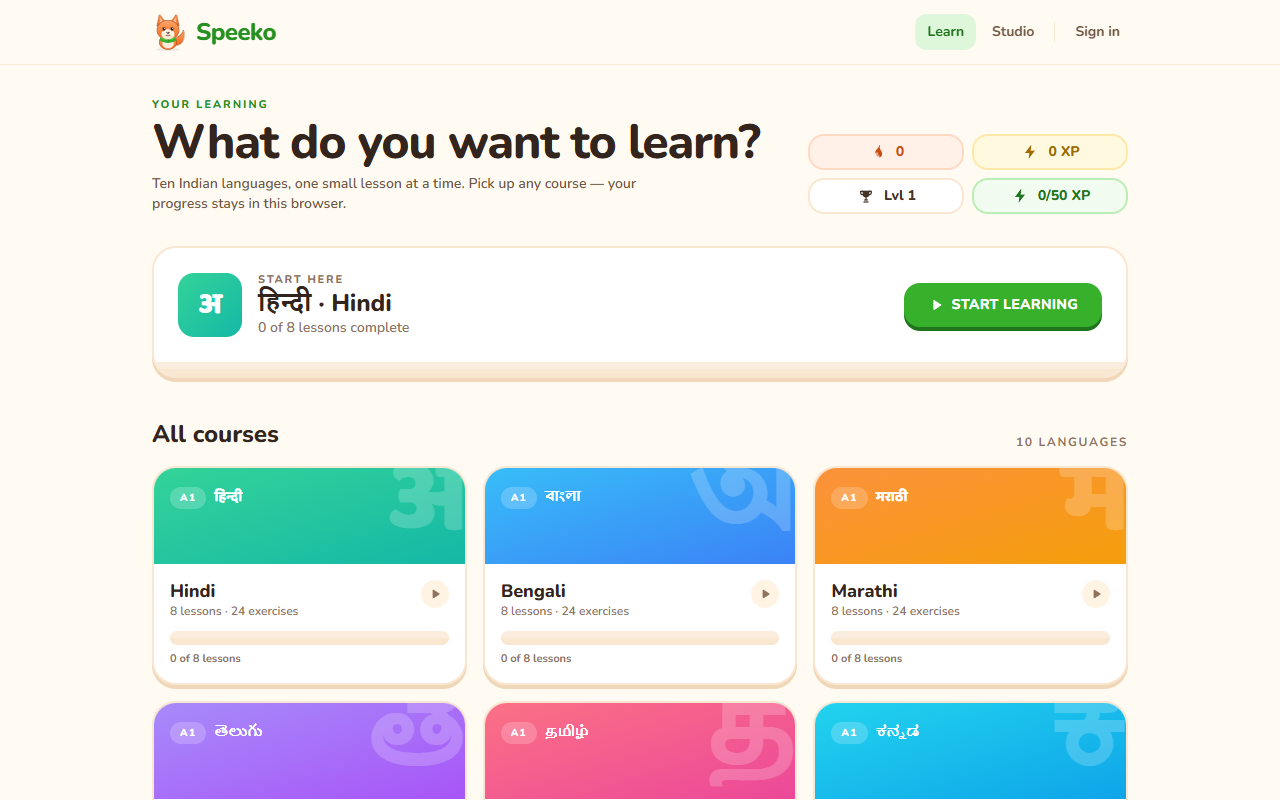 Speeko
Learn
Studio
Sign in
YOUR LEARNING
What do you want to learn?
Ten Indian languages, one small lesson at a time. Pick up any course — your
progress stays in this browser.
0
0 XP
Lvl 1
0/50 XP
अ
START HERE
हिन्दी · Hindi
0 of 8 lessons complete
START LEARNING
All courses
10 LANGUAGES
A1 हिन्दी
अ
Hindi
8 lessons · 24 exercises
0 of 8 lessons
A1 বাংলা
অ
Bengali
8 lessons · 24 exercises
0 of 8 lessons
A1 मराठी
म
Marathi
8 lessons · 24 exercises
0 of 8 lessons
A1 తెలుగు
తె
A1 தமிழ்
த
A1 ಕನ್ನಡ
ಕ